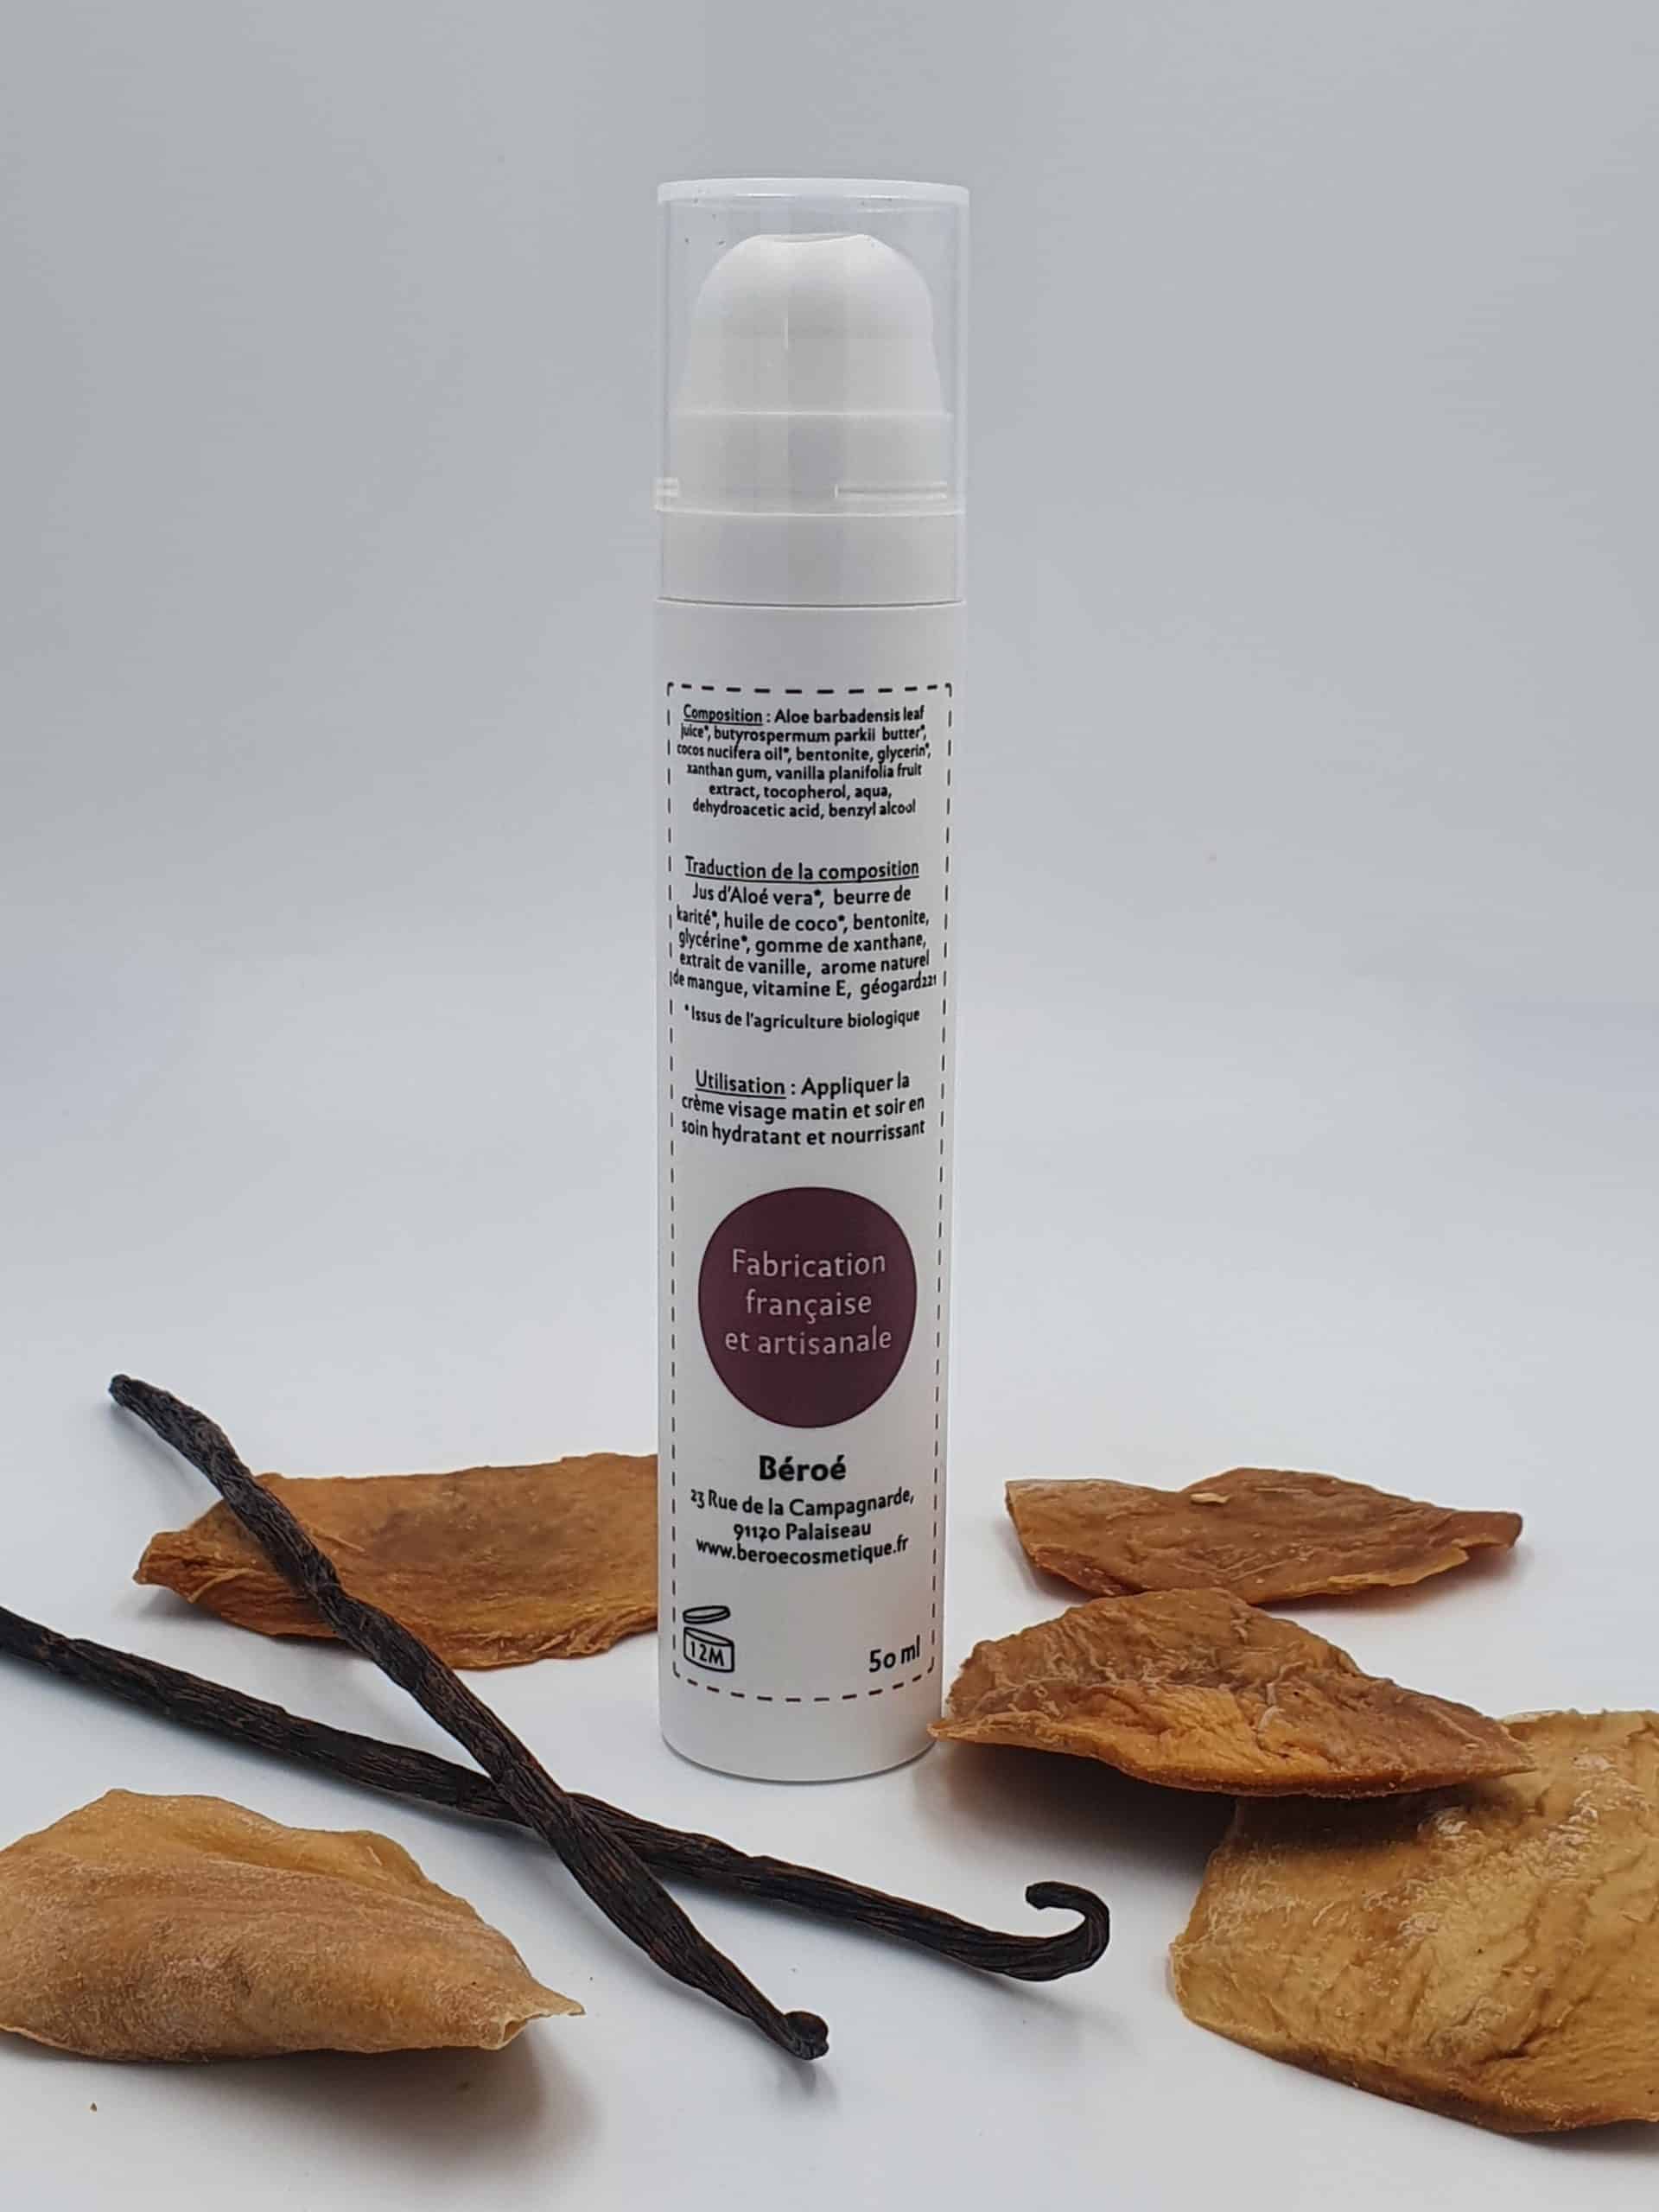 Composition : Aloe barbadensis leaf
juice*, butyrospermum parkii butter*,
cocos nucifera oil*, bentonite, glycerin*,
xanthan gum, vanilla planifolia fruit
extract, tocopherol, aqua,
dehydroacetic acid, benzyl alcool
Traduction de la composition
Jus d'Aloé vera*, beurre de
karité*, huile de coco*, bentonite,
glycérine*, gomme de xanthane,
extrait de vanille, arome naturel
de mangue, vitamine E, géogard221
*Issus de l'agriculture biologique
Utilisation : Appliquer la
crème visage matin et soir en
soin hydratant et nourrissant
Fabrication
française
et artisanale
Béroé
23 Rue de la Campagnarde,
91120 Palaiseau
www.beroecosmetique.fr
12M
50 ml